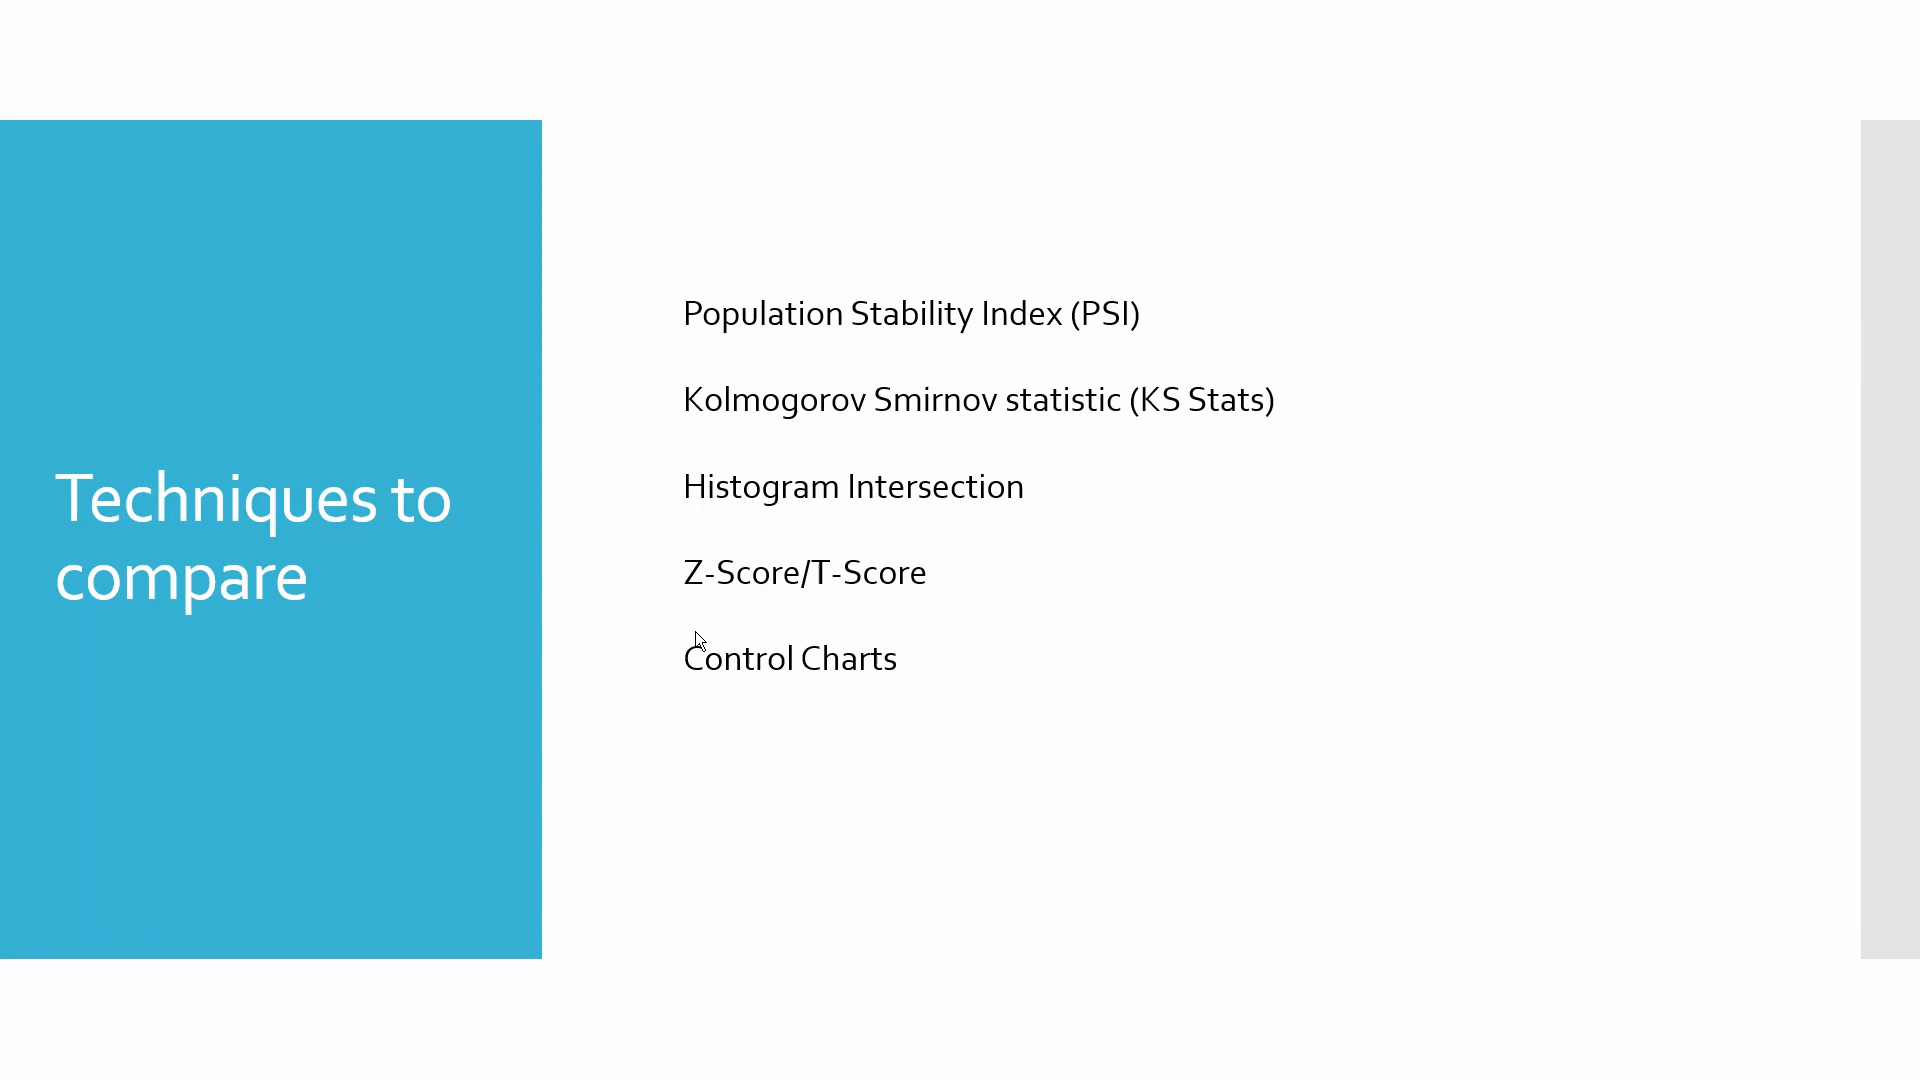 Techniques to
compare
Population Stability Index (PSI)
Kolmogorov Smirnov statistic (KS Stats)
Histogram Intersection
Z-Score/T-Score
Control Charts